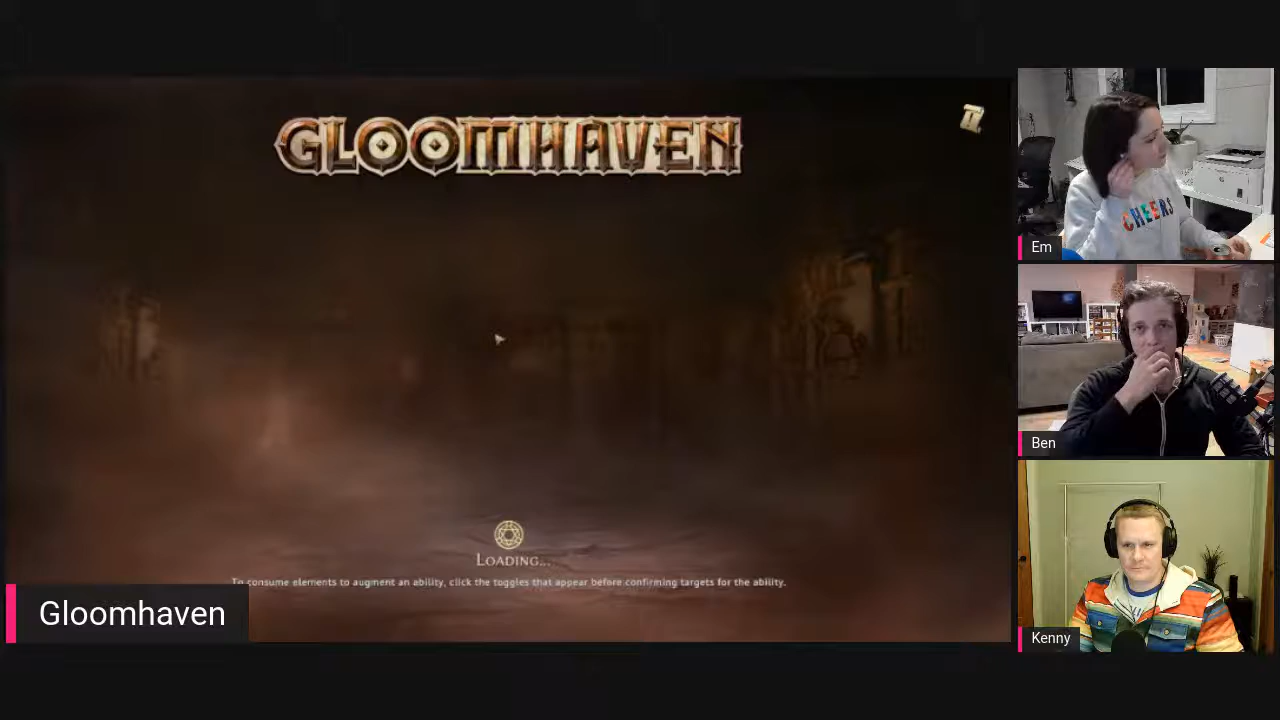 GLOOMHAVEN
LOADING...
To consume elements to augment an ability, click the toggles that appear before confirming targets for the ability.
Gloomhaven
CHEERS
Em
Ben
Kenny